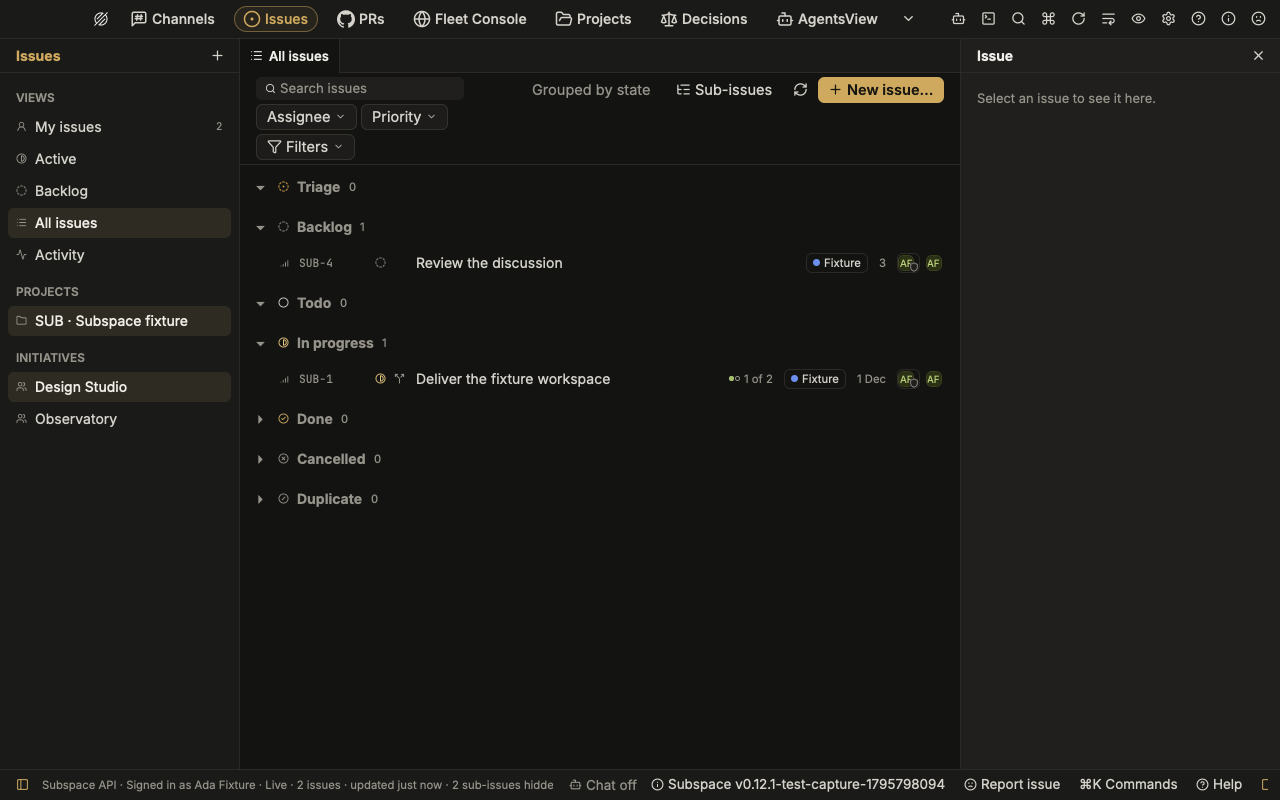 Channels
Issues
PRs
Fleet Console
Projects
Decisions
AgentsView
Issues
VIEWS
My issues 2
Active
Backlog
All issues
Activity
PROJECTS
SUB · Subspace fixture
INITIATIVES
Design Studio
Observatory
All issues
Search issues
Grouped by state
Sub-issues
New issue...
Assignee
Priority
Filters
Triage 0
Backlog 1
SUB-4 Review the discussion Fixture 3 AF AF
Todo 0
In progress 1
SUB-1 Deliver the fixture workspace 1 of 2 Fixture 1 Dec AF AF
Done 0
Cancelled 0
Duplicate 0
Issue
Select an issue to see it here.
Subspace API · Signed in as Ada Fixture · Live · 2 issues · updated just now · 2 sub-issues hidde
Chat off
Subspace v0.12.1-test-capture-1795798094
Report issue
⌘K Commands
Help